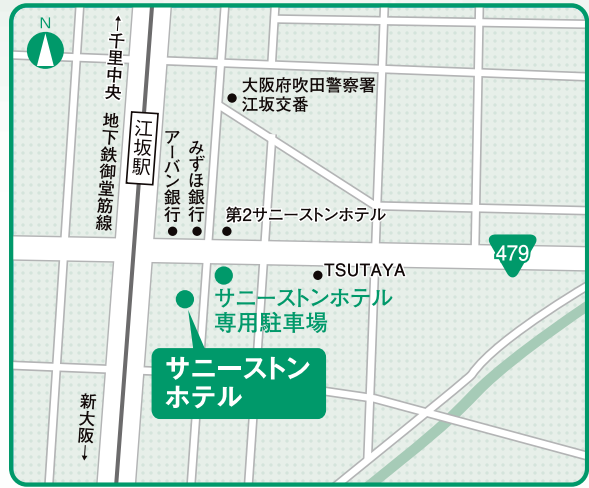 N
↑千里中央
地下鉄御堂筋線
江坂駅
アーバン銀行
みずほ銀行
大阪府吹田警察署
江坂交番
第2サニーストンホテル
479
TSUTAYA
サニーストンホテル
専用駐車場
サニーストン
ホテル
新大阪↓